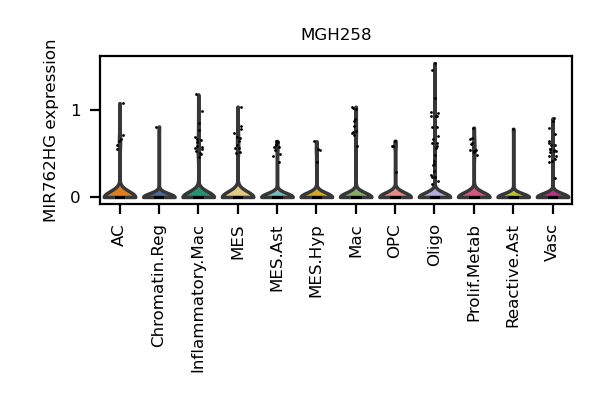 MGH258
MIR762HG expression
1
0
AC
Chromatin.Reg
Inflammatory.Mac
MES
MES.Ast
MES.Hyp
Mac
OPC
Oligo
Prolif.Metab
Reactive.Ast
Vasc